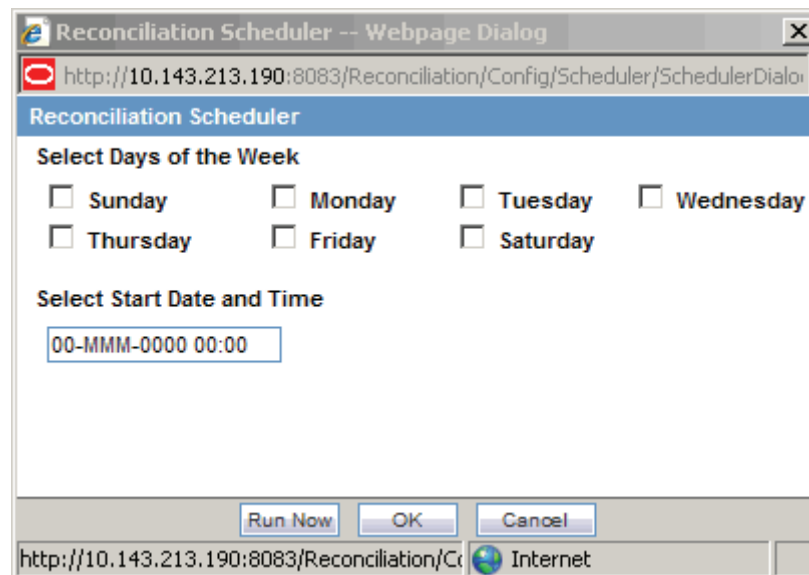 Reconciliation Scheduler -- Webpage Dialog
http://10.143.213.190:8083/Reconciliation/Config/Scheduler/SchedulerDialo
Reconciliation Scheduler
Select Days of the Week
Sunday Monday Tuesday Wednesday
Thursday Friday Saturday
Select Start Date and Time
00-MMM-0000 00:00
Run Now OK Cancel
http://10.143.213.190:8083/Reconciliation/Co Internet